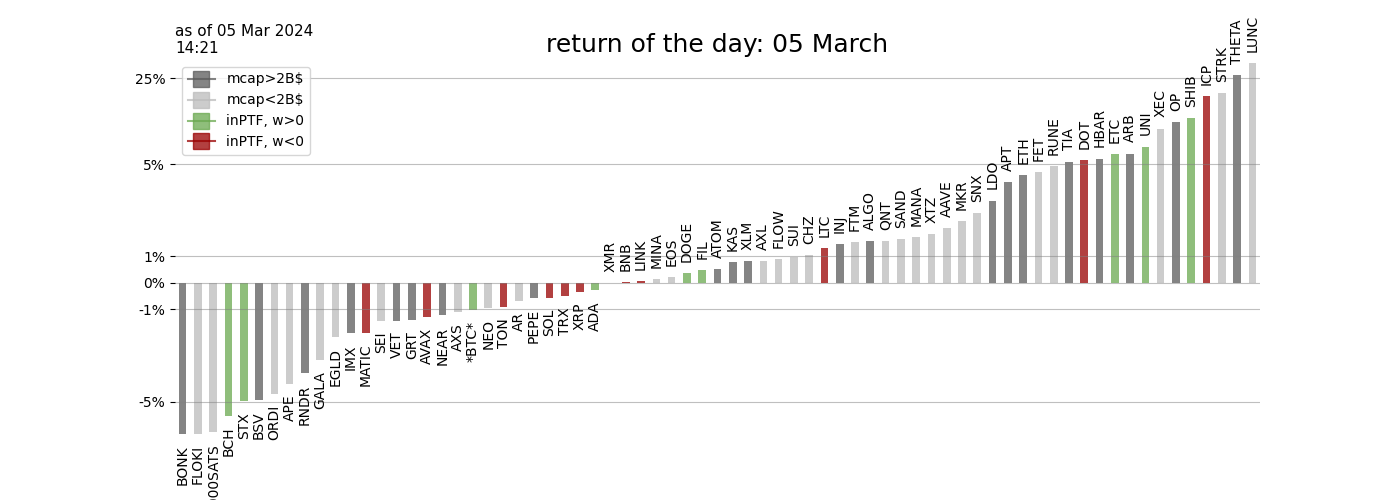 as of 05 Mar 2024
14:21
return of the day: 05 March
mcap>2B$
mcap<2B$
inPTF, w>0
inPTF, w<0
25%
5%
1%
0%
-1%
-5%
BONK
FLOKI
BCH
STX
BSV
ORDI
APE
RNDR
GALA
EGLD
IMX
MATIC
SEI
VET
GRT
AVAX
NEAR
AXS
*BTC*
NEO
TON
AR
PEPE
SOL
TRX
XRP
ADA
XMR
BNB
LINK
MINA
EOS
DOGE
FIL
ATOM
KAS
XLM
AXL
FLOW
SUI
CHZ
LTC
INJ
FTM
ALGO
QNT
SAND
MANA
XTZ
AAVE
MKR
SNX
LDO
APT
ETH
FET
RUNE
TIA
DOT
HBAR
ETC
ARB
UNI
XEC
OP
SHIB
ICP
STRK
THETA
LUNC